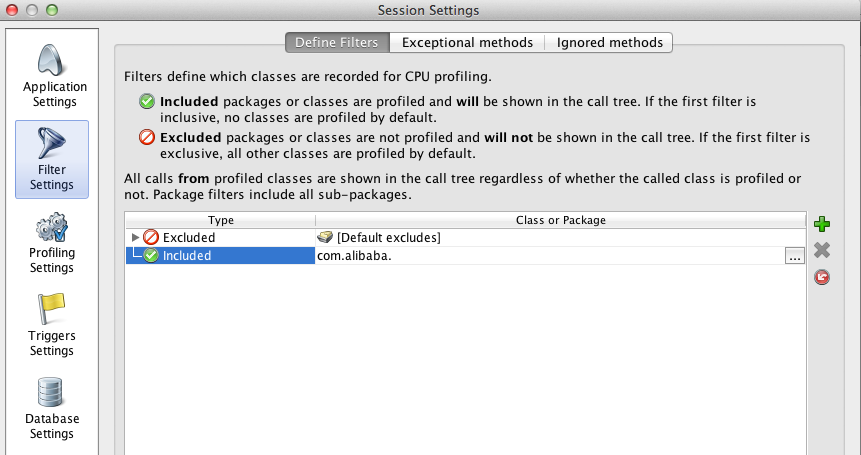 Session Settings
Define Filters
Exceptional methods
Ignored methods
Application
Settings
Filter
Settings
Profiling
Settings
Triggers
Settings
Database
Settings
Filters define which classes are recorded for CPU profiling.
Included packages or classes are profiled and will be shown in the call tree. If the first filter is
inclusive, no classes are profiled by default.
Excluded packages or classes are not profiled and will not be shown in the call tree. If the first filter is
exclusive, all other classes are profiled by default.
All calls from profiled classes are shown in the call tree regardless of whether the called class is profiled or
not. Package filters include all sub-packages.
Type Class or Package
Excluded [Default excludes]
Included com.alibaba. ...